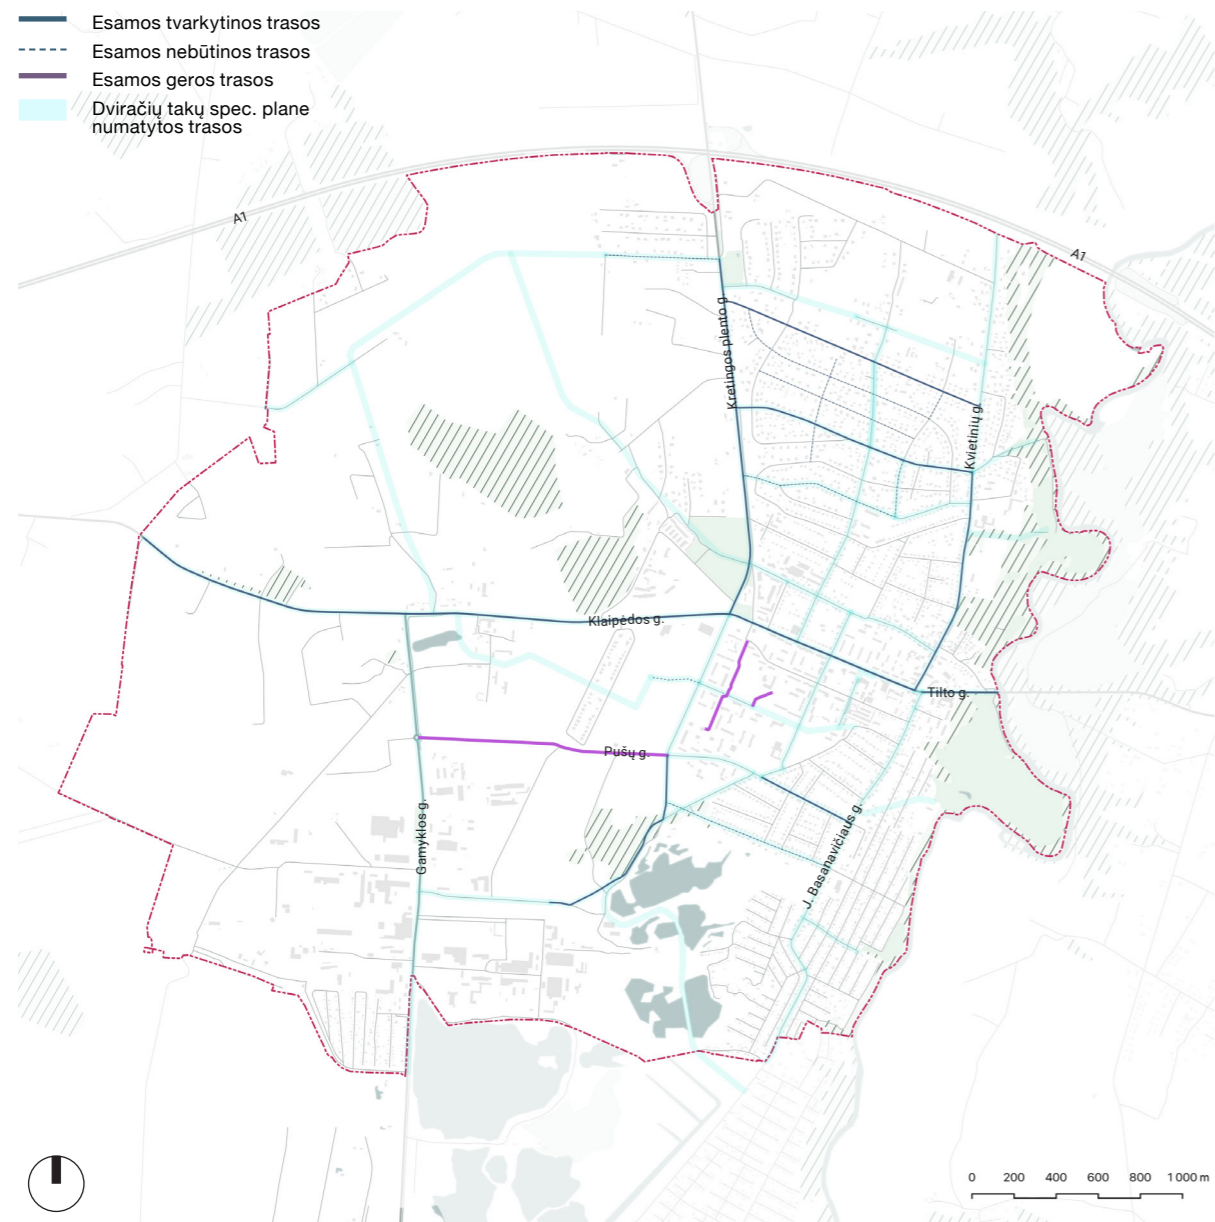 Esamos tvarkytinos trasos
Esamos nebūtinos trasos
Esamos geros trasos
Dviračių takų spec. plane
numatytos trasos
A1
A1
Kretingos plento g.
Kvietinių g.
Klaipėdos g.
Tilto g.
Pušų g.
Gamyklos g.
J. Basanavičiaus g.
0 200 400 600 800 1000 m